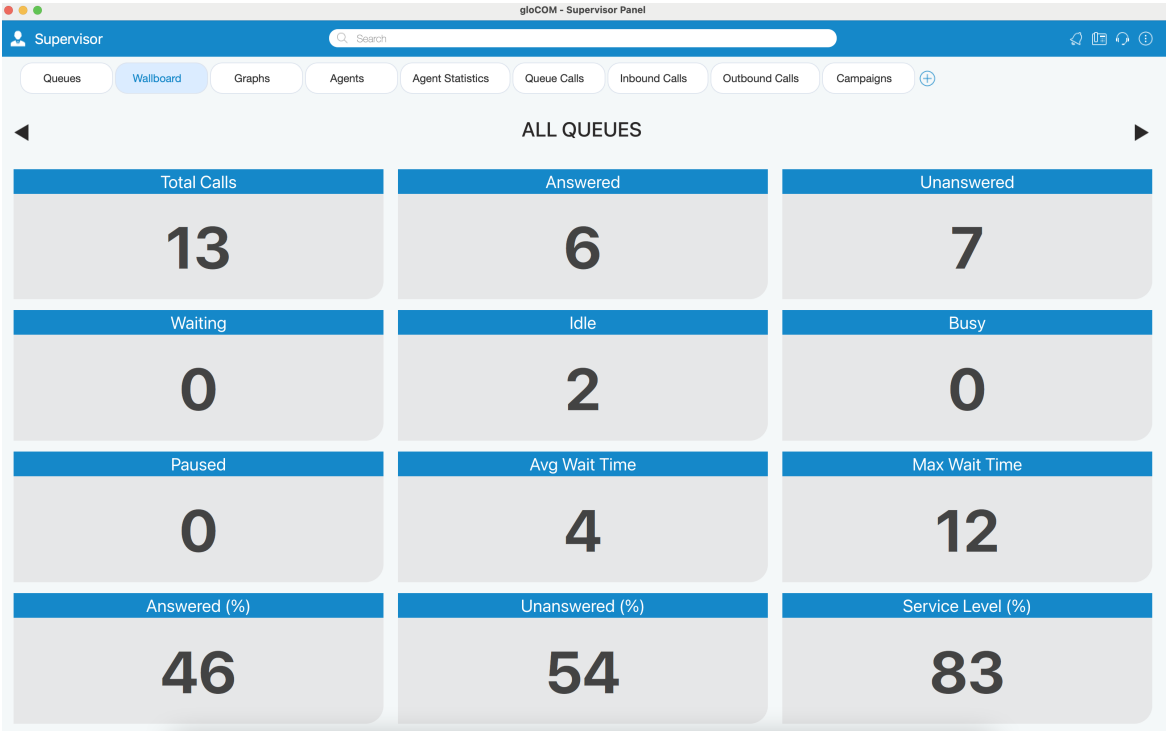 gloCOM - Supervisor Panel
Supervisor Search
Queues Wallboard Graphs Agents Agent Statistics Queue Calls Inbound Calls Outbound Calls Campaigns
ALL QUEUES
Total Calls Answered Unanswered
13 6 7
Waiting Idle Busy
0 2 0
Paused Avg Wait Time Max Wait Time
0 4 12
Answered (%) Unanswered (%) Service Level (%)
46 54 83